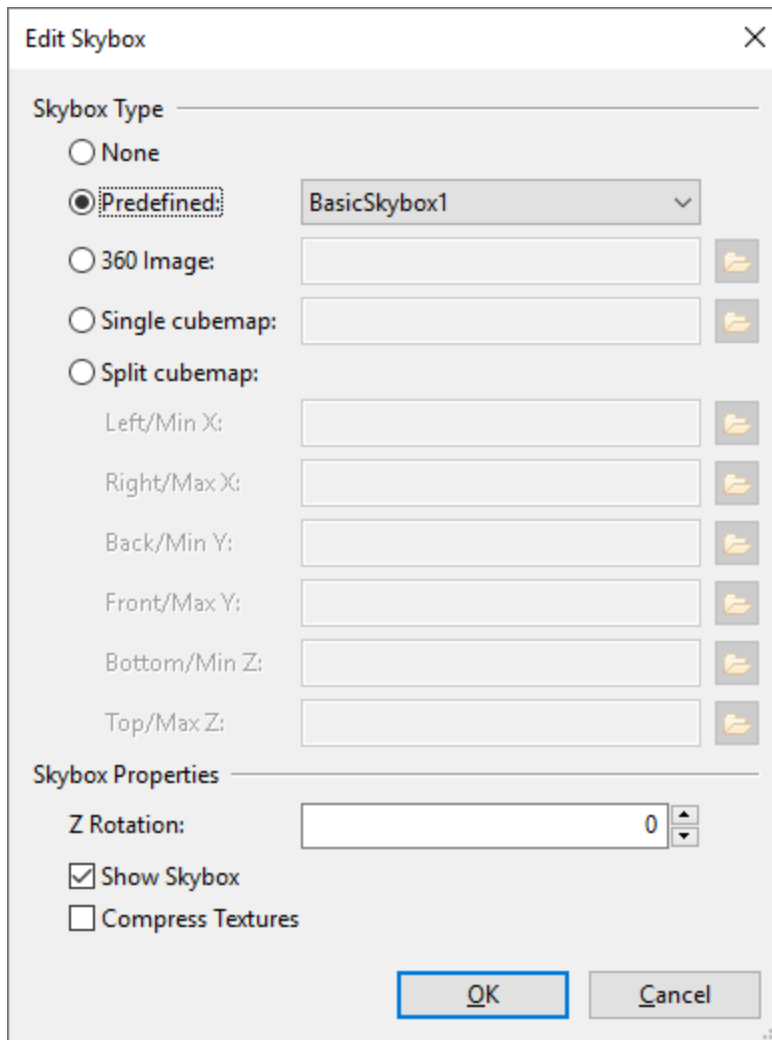 Edit Skybox
Skybox Type
None
Predefined: BasicSkybox1
360 Image:
Single cubemap:
Split cubemap:
Left/Min X:
Right/Max X:
Back/Min Y:
Front/Max Y:
Bottom/Min Z:
Top/Max Z:
Skybox Properties
Z Rotation: 0
Show Skybox
Compress Textures
OK Cancel